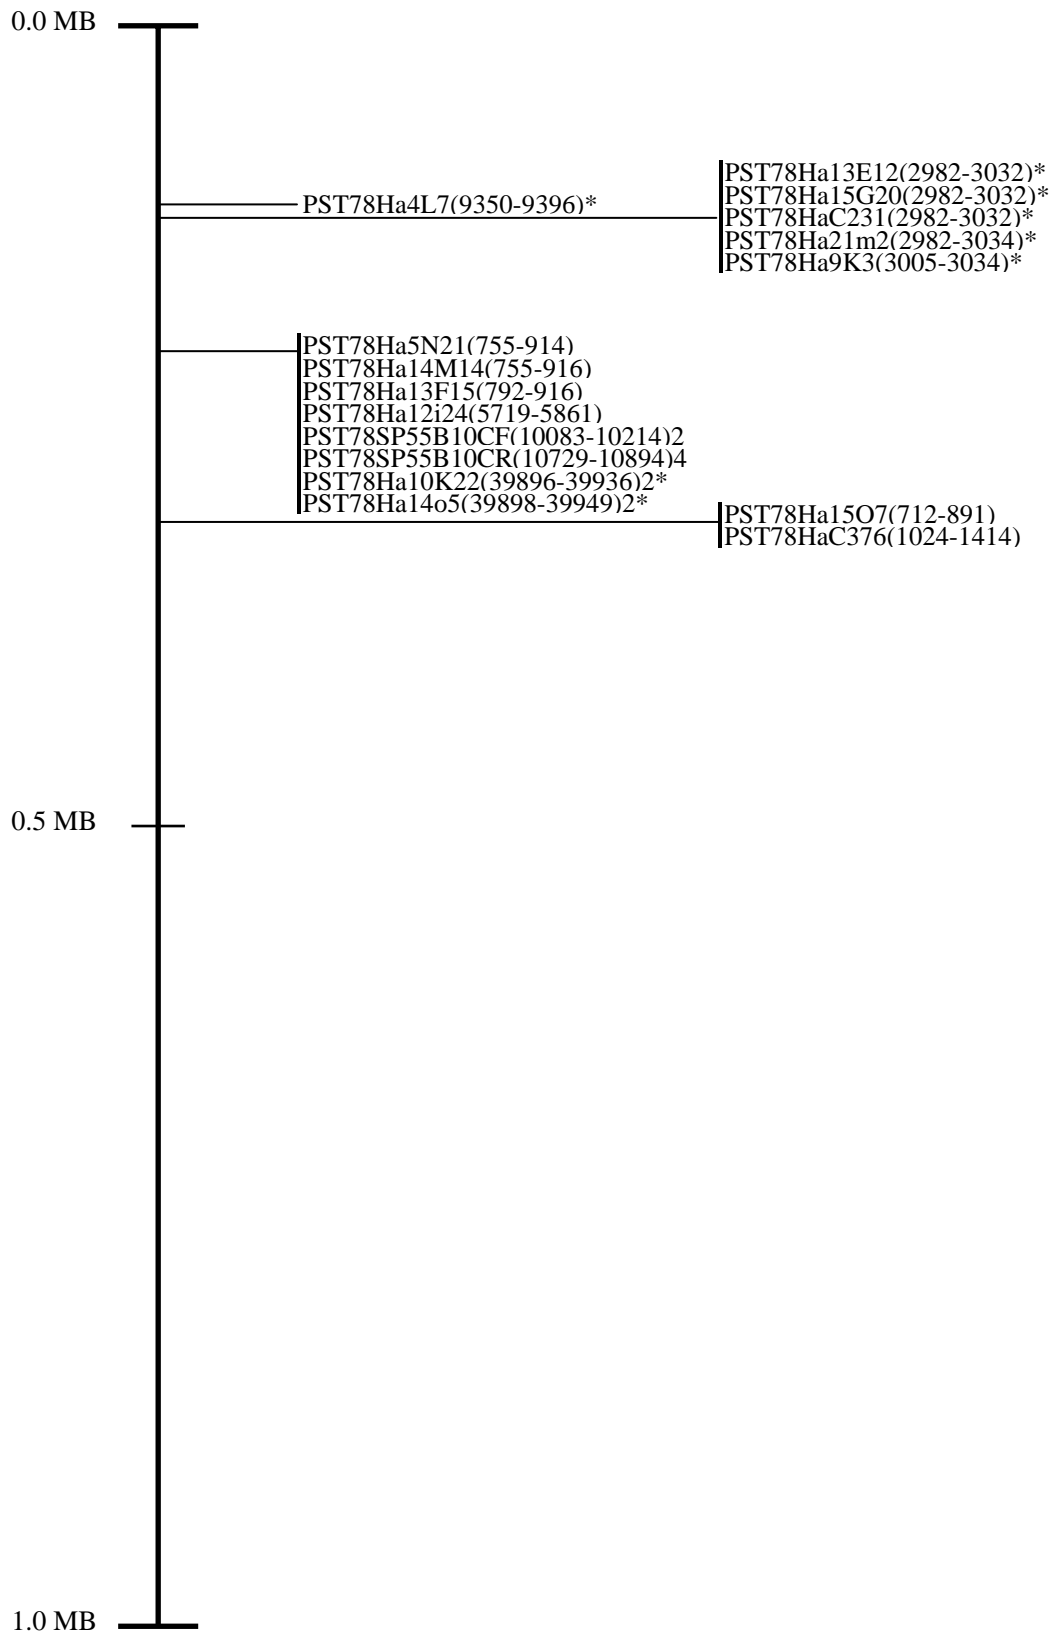 0.0 MB
PST78Ha13E12(2982-3032)*
PST78Ha15G20(2982-3032)*
PST78Ha4L7(9350-9396)*
PST78HaC231(2982-3032)*
PST78Ha21m2(2982-3034)*
PST78Ha9K3(3005-3034)*
PST78Ha5N21(755-914)
PST78Ha14M14(755-916)
PST78Ha13F15(792-916)
PST78Ha12i24(5719-5861)
PST78SP55B10CF(10083-10214)2
PST78SP55B10CR(10729-10894)4
PST78Ha10K22(39896-39936)2*
PST78Ha14o5(39898-39949)2*
PST78Ha15O7(712-891)
PST78HaC376(1024-1414)
0.5 MB
1.0 MB